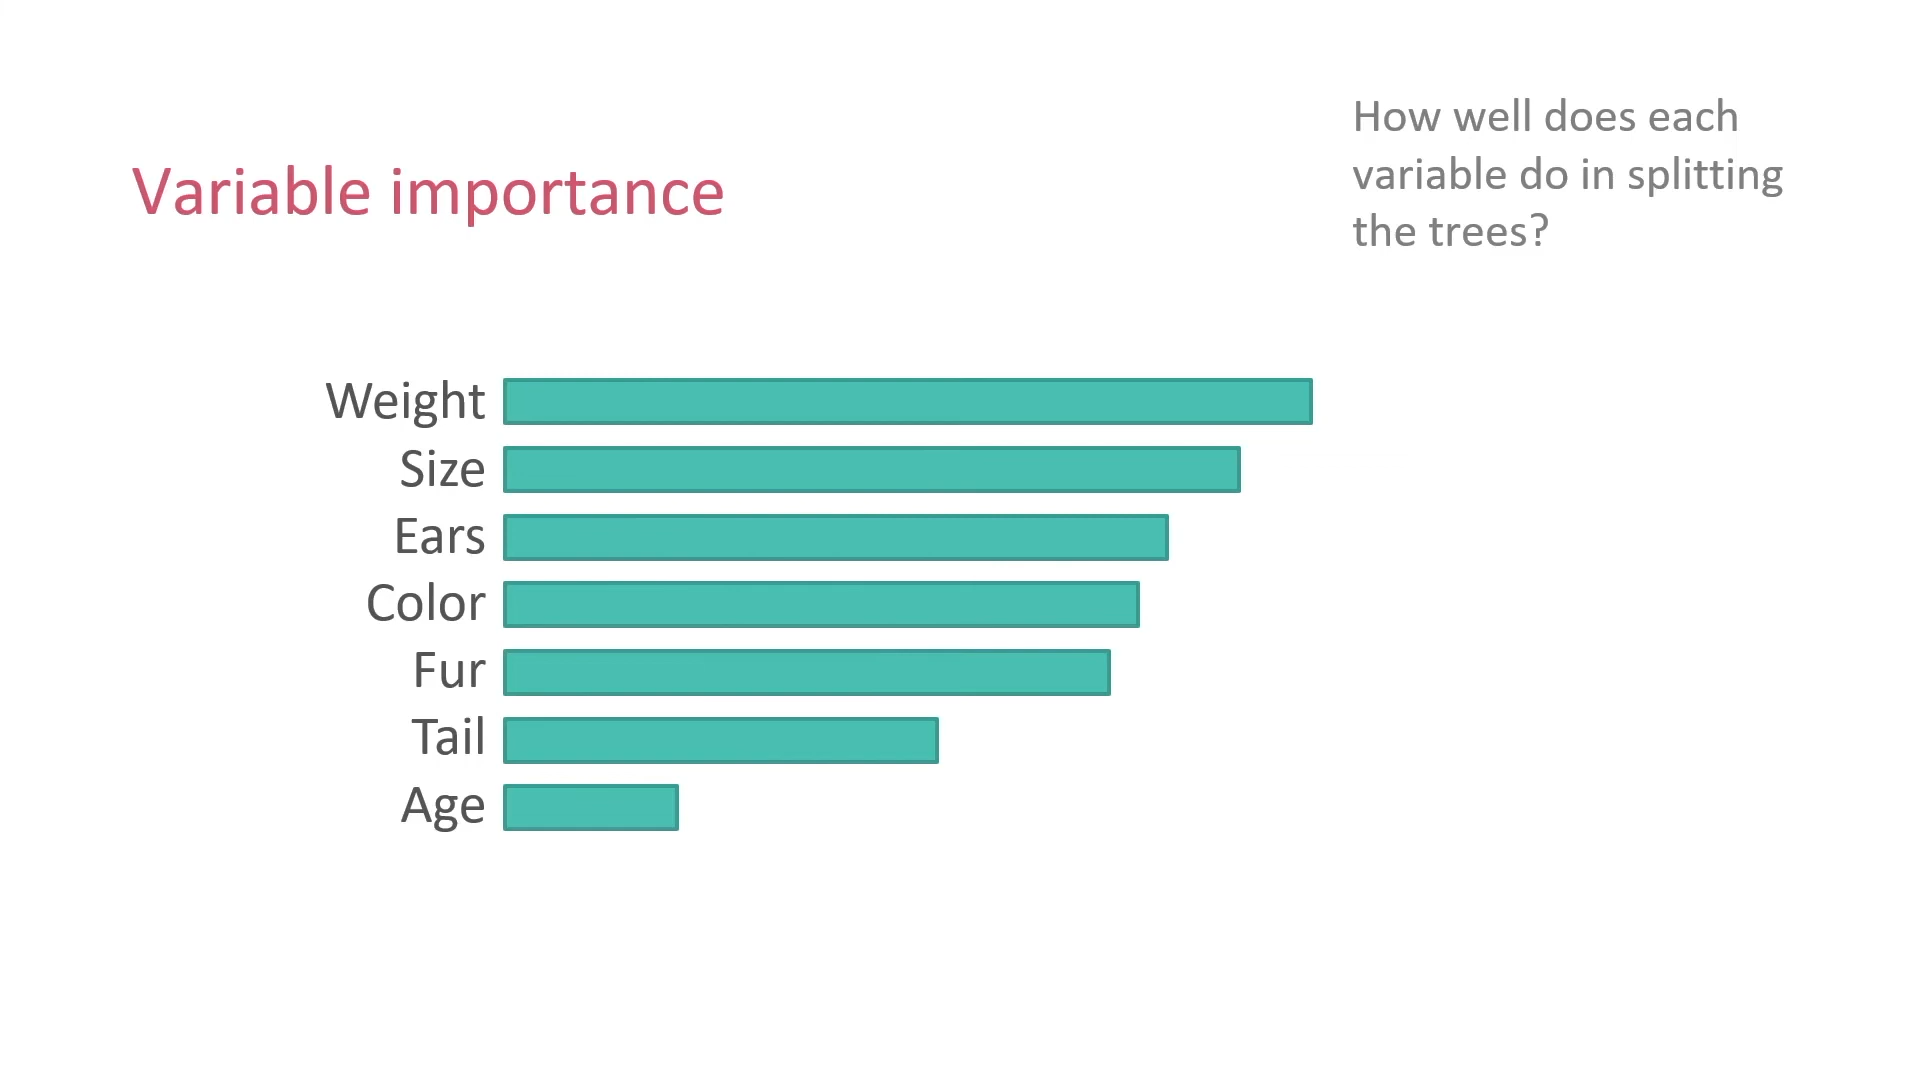 Variable importance
How well does each
variable do in splitting
the trees?
Weight
Size
Ears
Color
Fur
Tail
Age